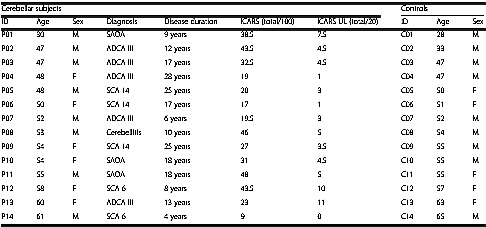 Cerebellar subjects Controls
ID Age Sex Diagnosis Disease duration ICARS (total/100) ICARS UL (total/20) ID Age Sex
P01 30 M SAOA 9 years 38.5 7.5 C01 28 M
P02 47 M ADCA III 12 years 43.5 4.5 C02 33 M
P03 47 M ADCA III 17 years 32.5 4.5 C03 47 M
P04 48 F ADCA III 28 years 19 1 C04 47 M
P05 48 M SCA 14 25 years 20 3 C05 50 F
P06 50 F SCA 14 17 years 17 1 C06 51 F
P07 52 M ADCA III 6 years 19.5 3 C07 52 M
P08 53 M Cerebellitis 10 years 46 5 C08 54 M
P09 54 F SCA 14 25 years 27 3.5 C09 55 M
P10 54 F SAOA 18 years 31 4.5 C10 55 M
P11 55 M SAOA 18 years 48 5 C11 55 F
P12 58 F SCA 6 8 years 43.5 10 C12 57 F
P13 60 F ADCA III 13 years 23 11 C13 63 F
P14 61 M SCA 6 4 years 9 0 C14 65 M